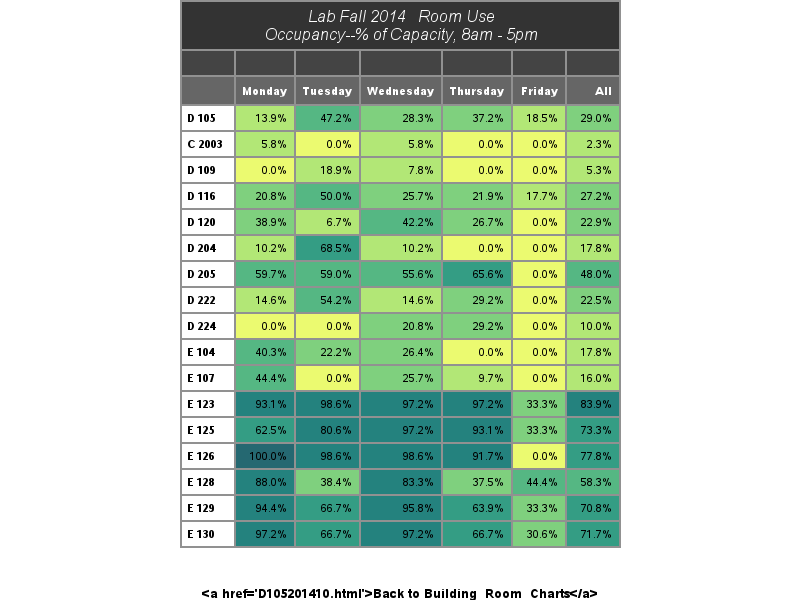 Lab Fall 2014 Room Use
Occupancy--% of Capacity, 8am - 5pm
Monday Tuesday Wednesday Thursday Friday All
D 105 13.9% 47.2% 28.3% 37.2% 18.5% 29.0%
C 2003 5.8% 0.0% 5.8% 0.0% 0.0% 2.3%
D 109 0.0% 18.9% 7.8% 0.0% 0.0% 5.3%
D 116 20.8% 50.0% 25.7% 21.9% 17.7% 27.2%
D 120 38.9% 6.7% 42.2% 26.7% 0.0% 22.9%
D 204 10.2% 68.5% 10.2% 0.0% 0.0% 17.8%
D 205 59.7% 59.0% 55.6% 65.6% 0.0% 48.0%
D 222 14.6% 54.2% 14.6% 29.2% 0.0% 22.5%
D 224 0.0% 0.0% 20.8% 29.2% 0.0% 10.0%
E 104 40.3% 22.2% 26.4% 0.0% 0.0% 17.8%
E 107 44.4% 0.0% 25.7% 9.7% 0.0% 16.0%
E 123 93.1% 98.6% 97.2% 97.2% 33.3% 83.9%
E 125 62.5% 80.6% 97.2% 93.1% 33.3% 73.3%
E 126 100.0% 98.6% 98.6% 91.7% 0.0% 77.8%
E 128 88.0% 38.4% 83.3% 37.5% 44.4% 58.3%
E 129 94.4% 66.7% 95.8% 63.9% 33.3% 70.8%
E 130 97.2% 66.7% 97.2% 66.7% 30.6% 71.7%
<a href='D105201410.html'>Back to Building_Room_Charts</a>